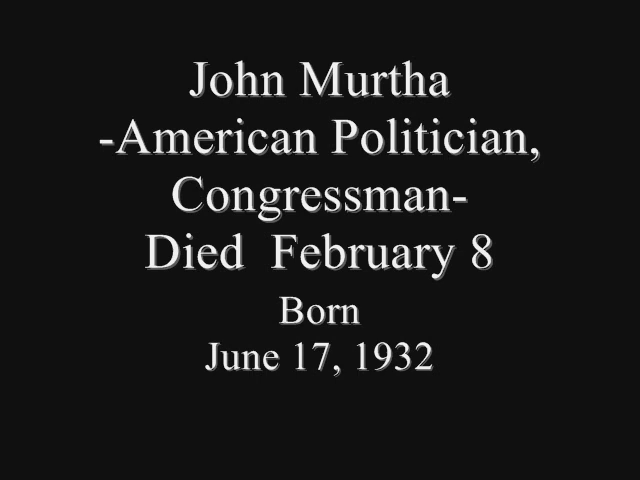 John Murtha
-American Politician,
Congressman-
Died  February 8
Born
June 17, 1932